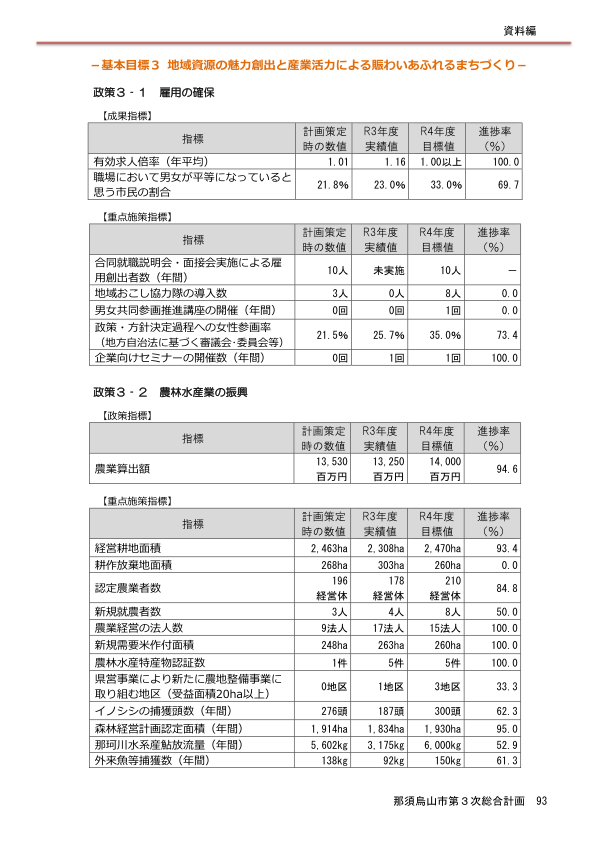 資料編
－基本目標３ 地域資源の魅力創出と産業活力による賑わいあふれるまちづくり－
政策３‐１ 雇用の確保
【成果指標】
指標 計画策定時の数値 R3年度実績値 R4年度目標値 進捗率（％）
有効求人倍率（年平均） 1.01 1.16 1.00以上 100.0
職場において男女が平等になっていると
思う市民の割合 21.8% 23.0% 33.0% 69.7
【重点施策指標】
指標 計画策定時の数値 R3年度実績値 R4年度目標値 進捗率（％）
合同就職説明会・面接会実施による雇
用創出者数（年間） 10人 未実施 10人 －
地域おこし協力隊の導入数 3人 0人 8人 0.0
男女共同参画推進講座の開催（年間） 0回 0回 1回 0.0
政策・方針決定過程への女性参画率
（地方自治法に基づく審議会･委員会等） 21.5% 25.7% 35.0% 73.4
企業向けセミナーの開催数（年間） 0回 1回 1回 100.0
政策３‐２ 農林水産業の振興
【政策指標】
指標 計画策定時の数値 R3年度実績値 R4年度目標値 進捗率（％）
農業算出額 13,530百万円 13,250百万円 14,000百万円 94.6
【重点施策指標】
指標 計画策定時の数値 R3年度実績値 R4年度目標値 進捗率（％）
経営耕地面積 2,463ha 2,308ha 2,470ha 93.4
耕作放棄地面積 268ha 303ha 260ha 0.0
認定農業者数 196経営体 178経営体 210経営体 84.8
新規就農者数 3人 4人 8人 50.0
農業経営の法人数 9法人 17法人 15法人 100.0
新規需要米作付面積 248ha 263ha 260ha 100.0
農林水産特産物認証数 1件 5件 5件 100.0
県営事業により新たに農地整備事業に
取り組む地区（受益面積20ha以上） 0地区 1地区 3地区 33.3
イノシシの捕獲頭数（年間） 276頭 187頭 300頭 62.3
森林経営計画認定面積（年間） 1,914ha 1,834ha 1,930ha 95.0
那珂川水系産鮎放流量（年間） 5,602kg 3,175kg 6,000kg 52.9
外来魚等捕獲数（年間） 138kg 92kg 150kg 61.3
那須烏山市第３次総合計画 93